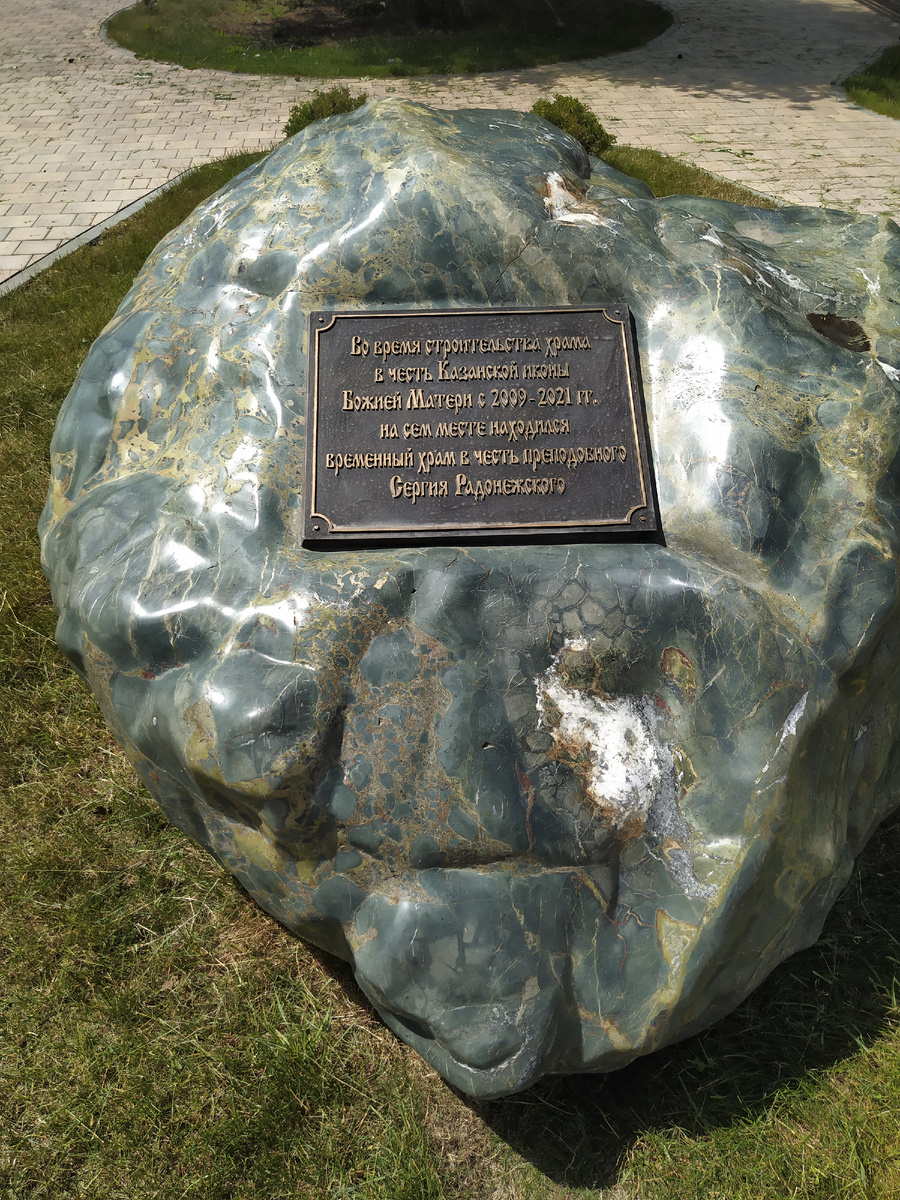 Во время строительства храма
в честь Казанской иконы
Божией Матери с 2009 - 2021 гг.
на сем месте находился
временный храм в честь преподобного
Сергия Радонежского